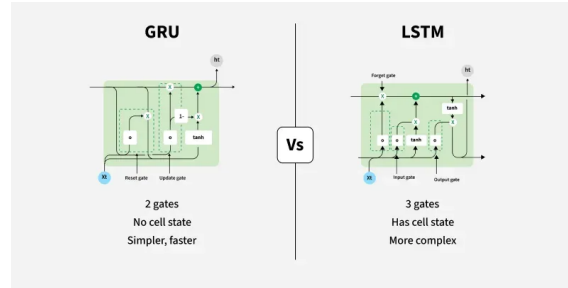 GRU
ht
X
+
1-
X
X
σ
σ
tanh
Xt
Reset gate
Update gate
2 gates
No cell state
Simpler, faster
Vs
LSTM
ht
Forget gate
X
+
tanh
X
X
σ
σ
tanh
σ
Xt
Input gate
Output gate
3 gates
Has cell state
More complex